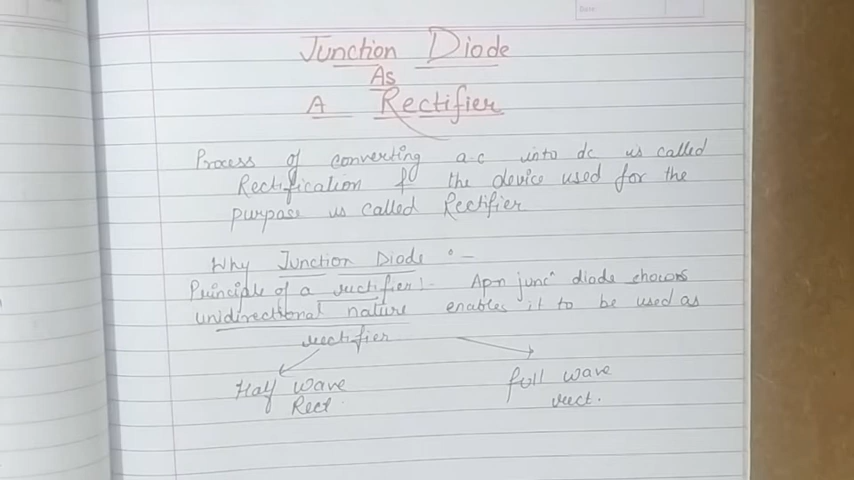 Date
Junction Diode
As
A Rectifier
Process of converting a.c into dc is called
Rectification & the device used for the
purpose is called Rectifier
Why Junction Diode :-
Principle of a rectifier:- A p-n juncⁿ diode shows
unidirectional nature enables it to be used as
rectifier
Half wave full wave
Rect. rect.